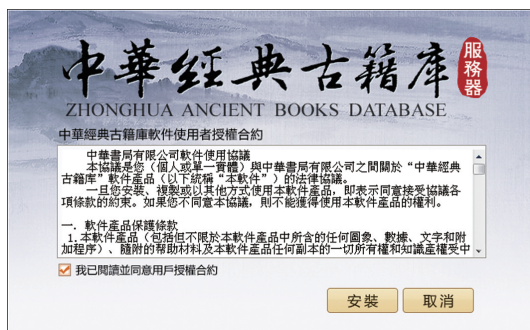 中華經典古籍庫
服務器
ZHONGHUA ANCIENT BOOKS DATABASE
中華經典古籍庫軟件使用者授權合約
中華書局有限公司軟件使用協議
本協議是您（個人或單一實體）與中華書局有限公司之間關於“中華經典
古籍庫”軟件產品（以下統稱“本軟件”）的法律協議。
一旦您安裝、複製或以其他方式使用本軟件產品，即表示同意接受協議各
項條款的約束。如果您不同意本協議，則不能獲得使用本軟件產品的權利。
一．軟件產品保護條款
1.本軟件產品（包括但不限於本軟件產品中所含的任何圖象、數據、文字和附
加程序）、隨附的幫助材料及本軟件產品任何副本的一切所有權和知識產權受中
我已閱讀並同意用戶授權合約
安裝
取消